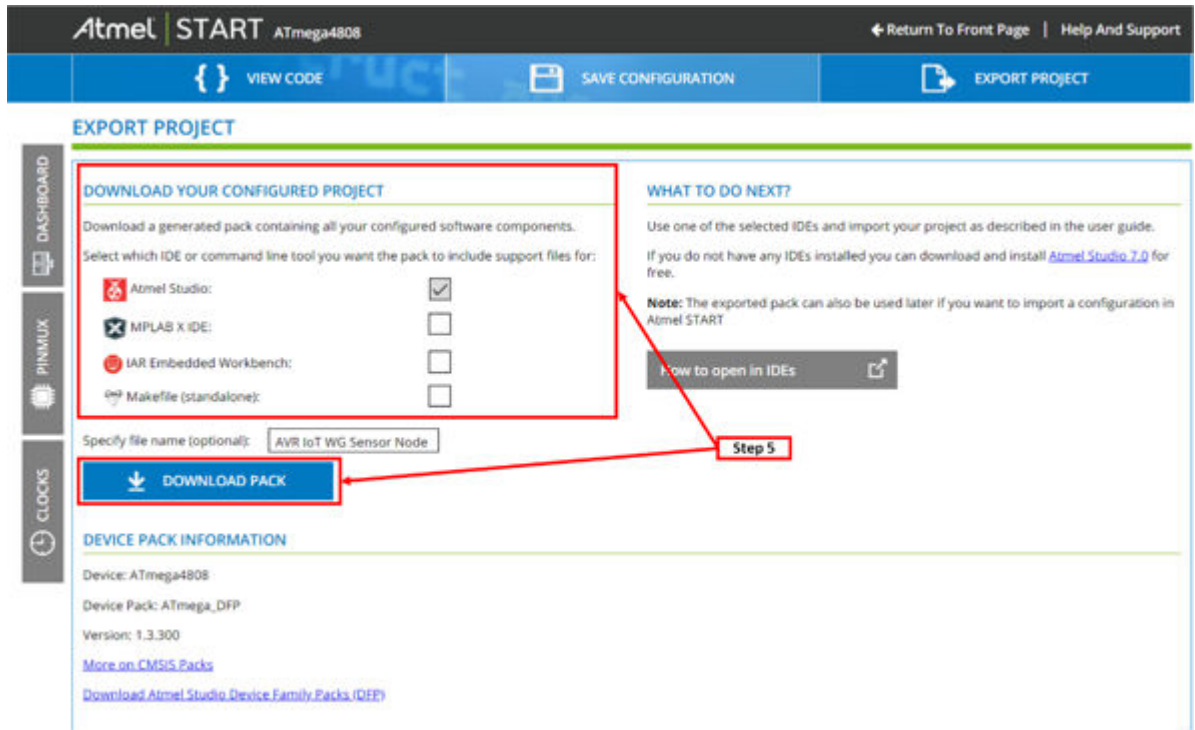 Atmel START ATmega4808
Return To Front Page | Help And Support
{ } VIEW CODE
SAVE CONFIGURATION
EXPORT PROJECT
EXPORT PROJECT
DASHBOARD
PINMUX
CLOCKS
DOWNLOAD YOUR CONFIGURED PROJECT
Download a generated pack containing all your configured software components.
Select which IDE or command line tool you want the pack to include support files for:
Atmel Studio:
MPLAB X IDE:
IAR Embedded Workbench:
Makefile (standalone):
Specify file name (optional): AVR IoT WG Sensor Node
DOWNLOAD PACK
WHAT TO DO NEXT?
Use one of the selected IDEs and import your project as described in the user guide.
If you do not have any IDEs installed you can download and install Atmel Studio 7.0 for
free.
Note: The exported pack can also be used later if you want to import a configuration in
Atmel START
How to open in IDEs
Step 5
DEVICE PACK INFORMATION
Device: ATmega4808
Device Pack: ATmega_DFP
Version: 1.3.300
More on CMSIS Packs
Download Atmel Studio Device Family Packs (DFP)